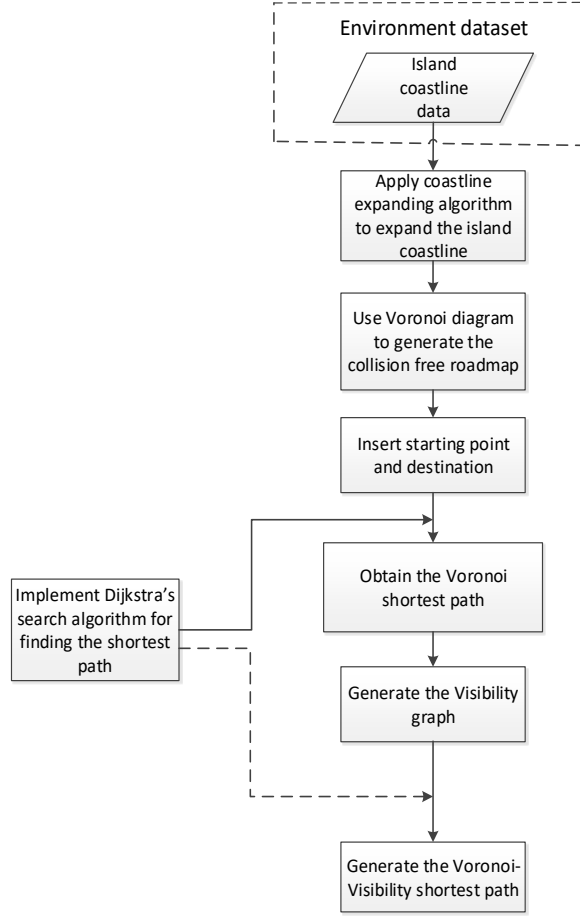 Environment dataset
Island
coastline
data
Apply coastline
expanding algorithm
to expand the island
coastline
Use Voronoi diagram
to generate the
collision free roadmap
Insert starting point
and destination
Obtain the Voronoi
shortest path
Implement Dijkstra's
search algorithm for
finding the shortest
path
Generate the Visibility
graph
Generate the Voronoi-
Visibility shortest path